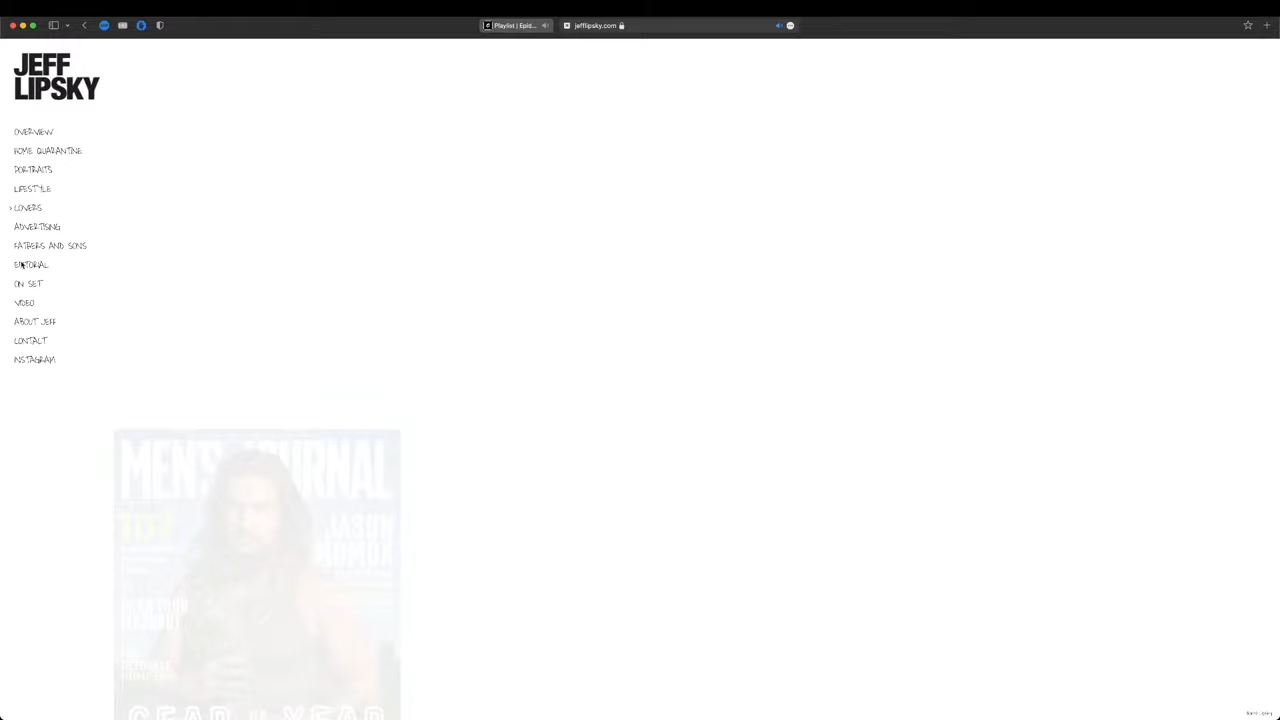 Playlist | Epid...
jefflipsky.com
JEFF
LIPSKY
OVERVIEW
HOME QUARANTINE
PORTRAITS
LIFESTYLE
> LOVERS
ADVERTISING
FATHERS AND SONS
EDITORIAL
ON SET
VIDEO
ABOUT JEFF
CONTACT
INSTAGRAM
MEN'S JOURNAL
107
JASON
MOMOA
GEAR OF THE YEAR